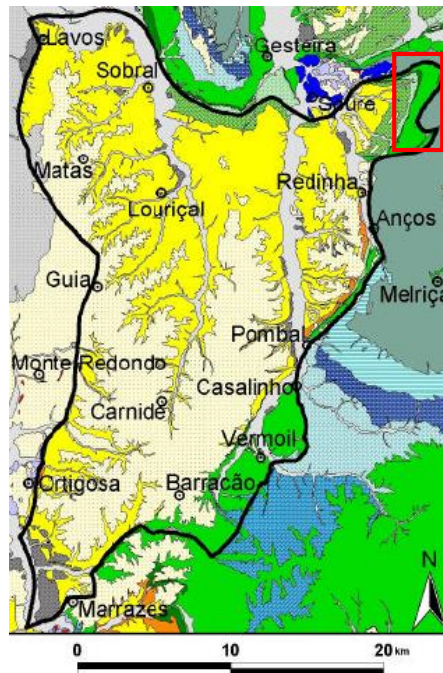 Lavos
Gesteira
Sobral
Soure
Matas
Redinha
Louriçal
Anços
Guia
Melriça
Pombal
Monte Redondo
Casalinho
Carnide
Vermoil
Ortigosa
Barracão
N
Marrazes
0 10 20 km